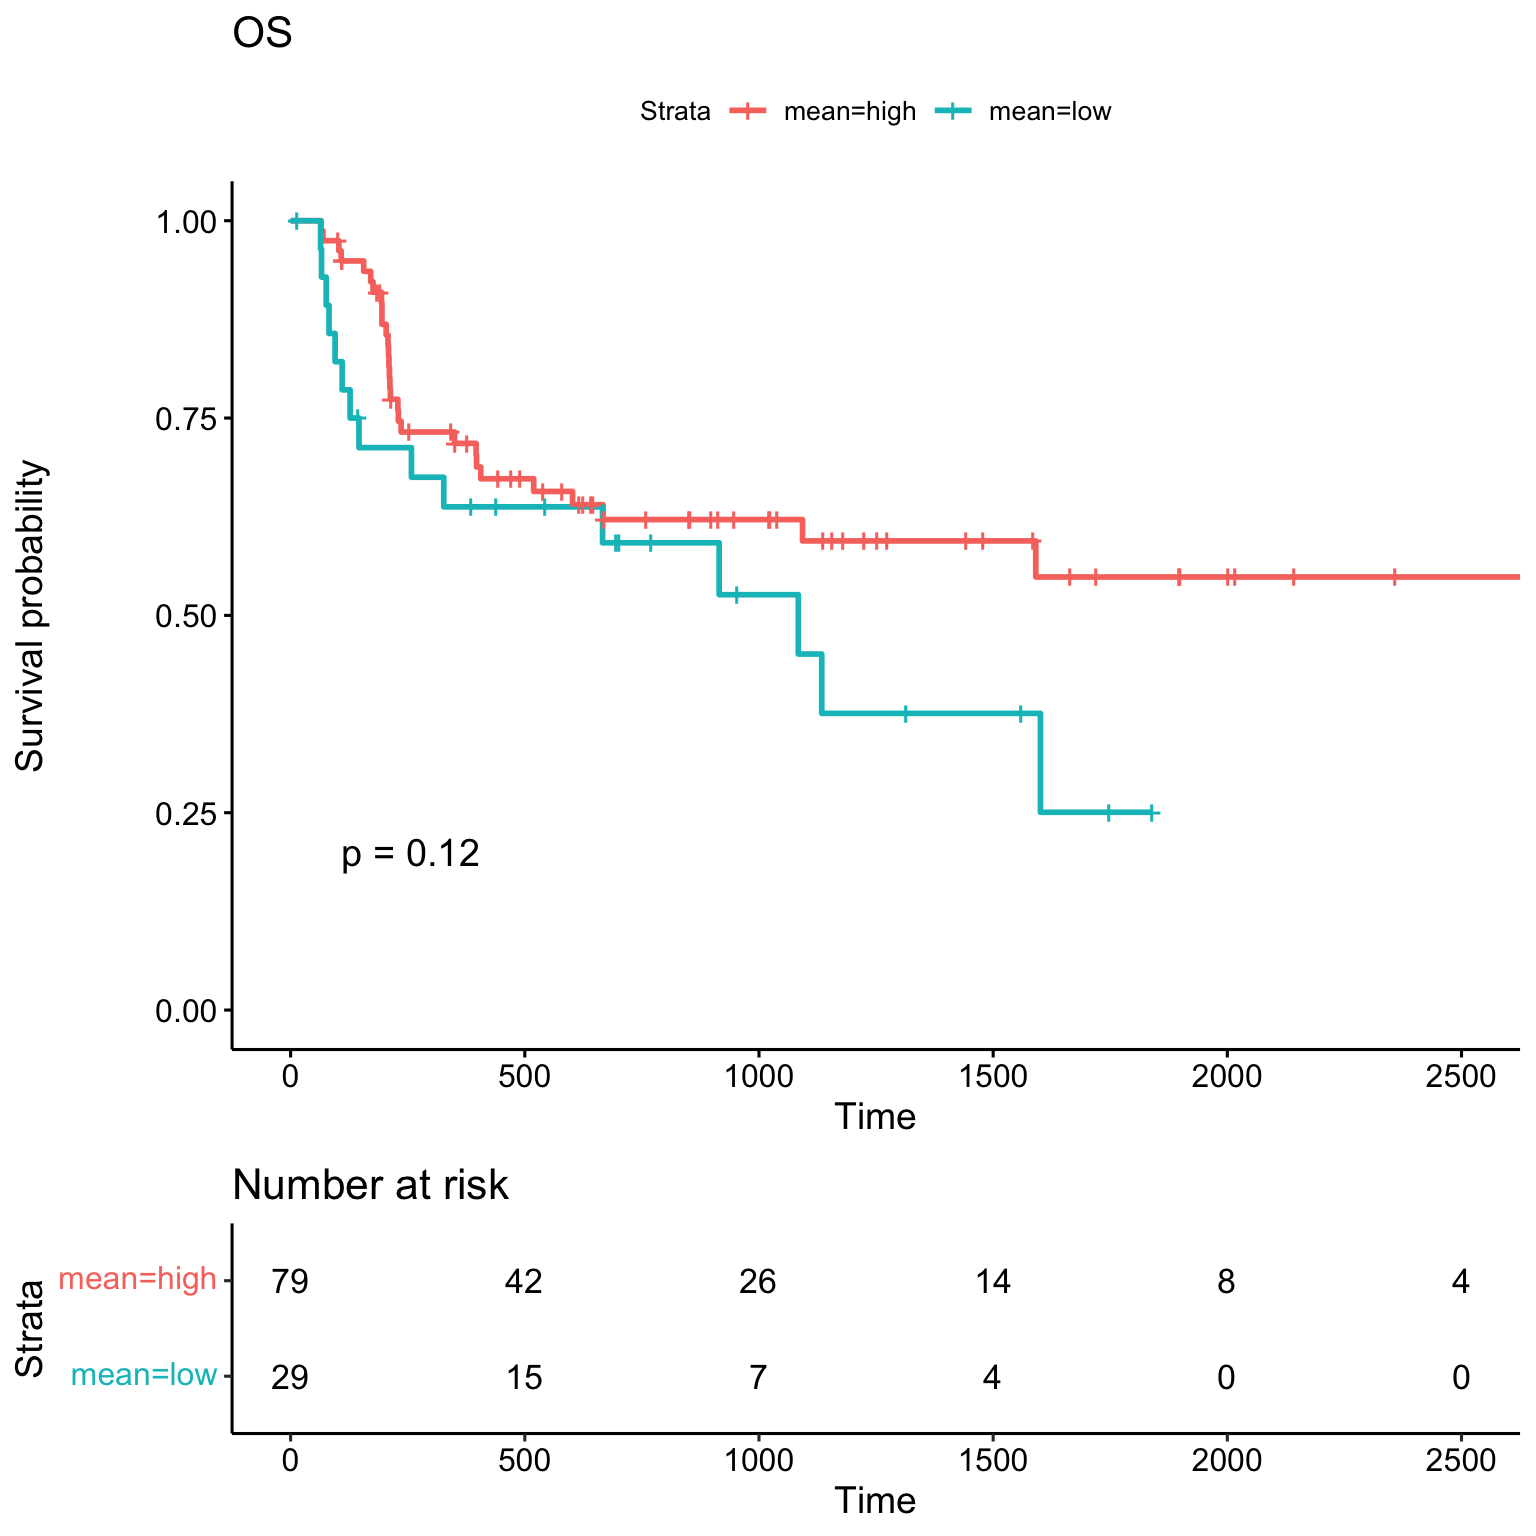 OS
Strata mean=high mean=low
Survival probability
1.00
0.75
0.50
0.25
0.00
p = 0.12
0 500 1000 1500 2000 2500
Time
Number at risk
Strata
mean=high 79 42 26 14 8 4
mean=low 29 15 7 4 0 0
0 500 1000 1500 2000 2500
Time